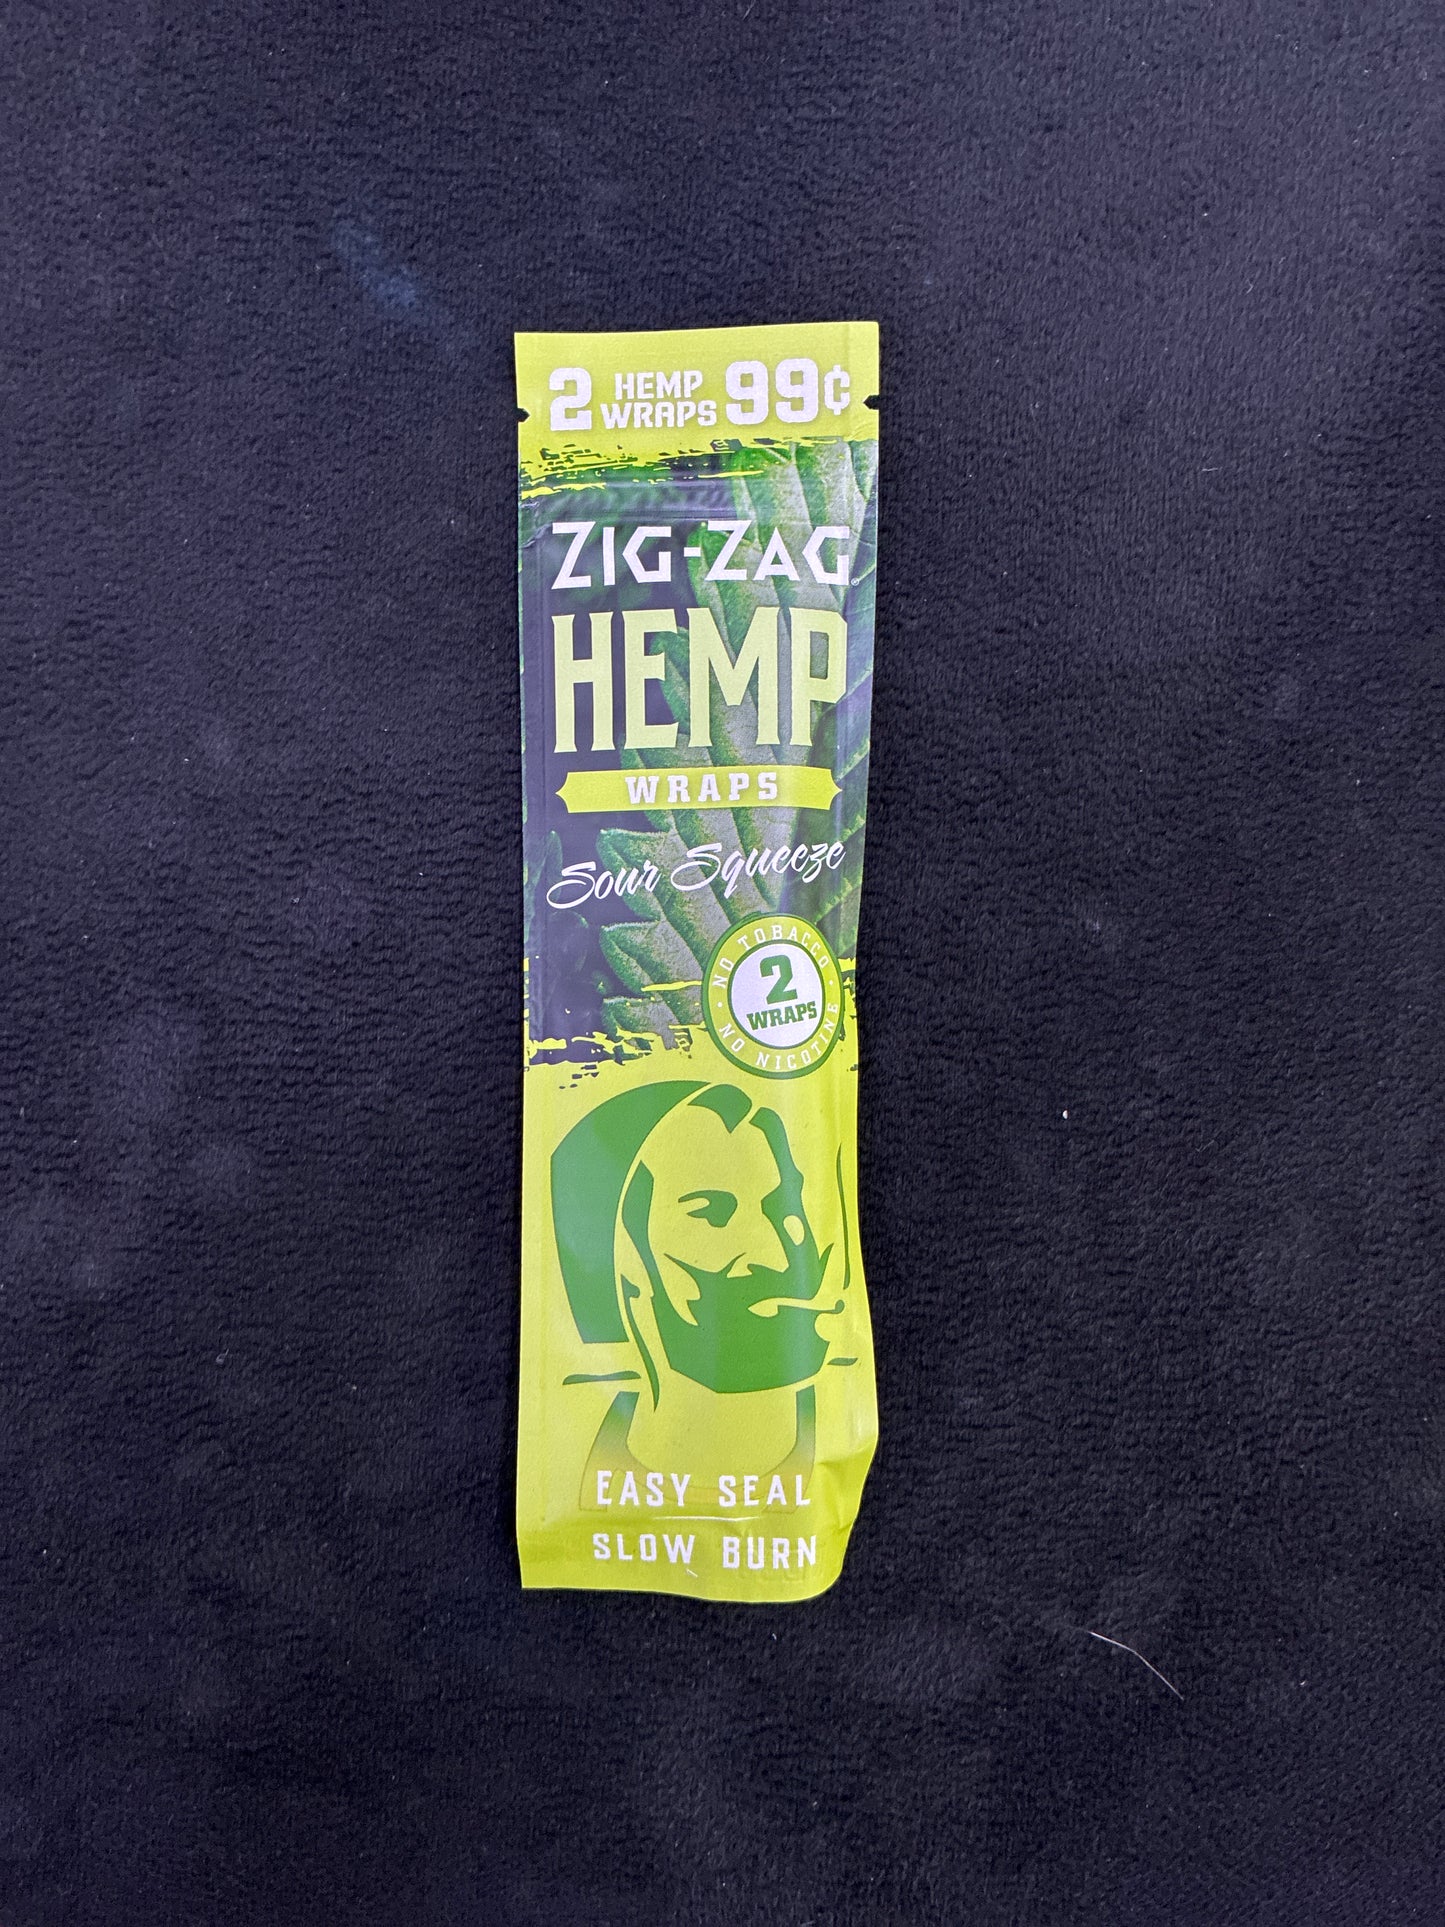 2 HEMP WRAPS 99¢
ZIG-ZAG®
HEMP
WRAPS
Sour Squeeze
NO TOBACCO
2
WRAPS
NO NICOTINE
EASY SEAL
SLOW BURN